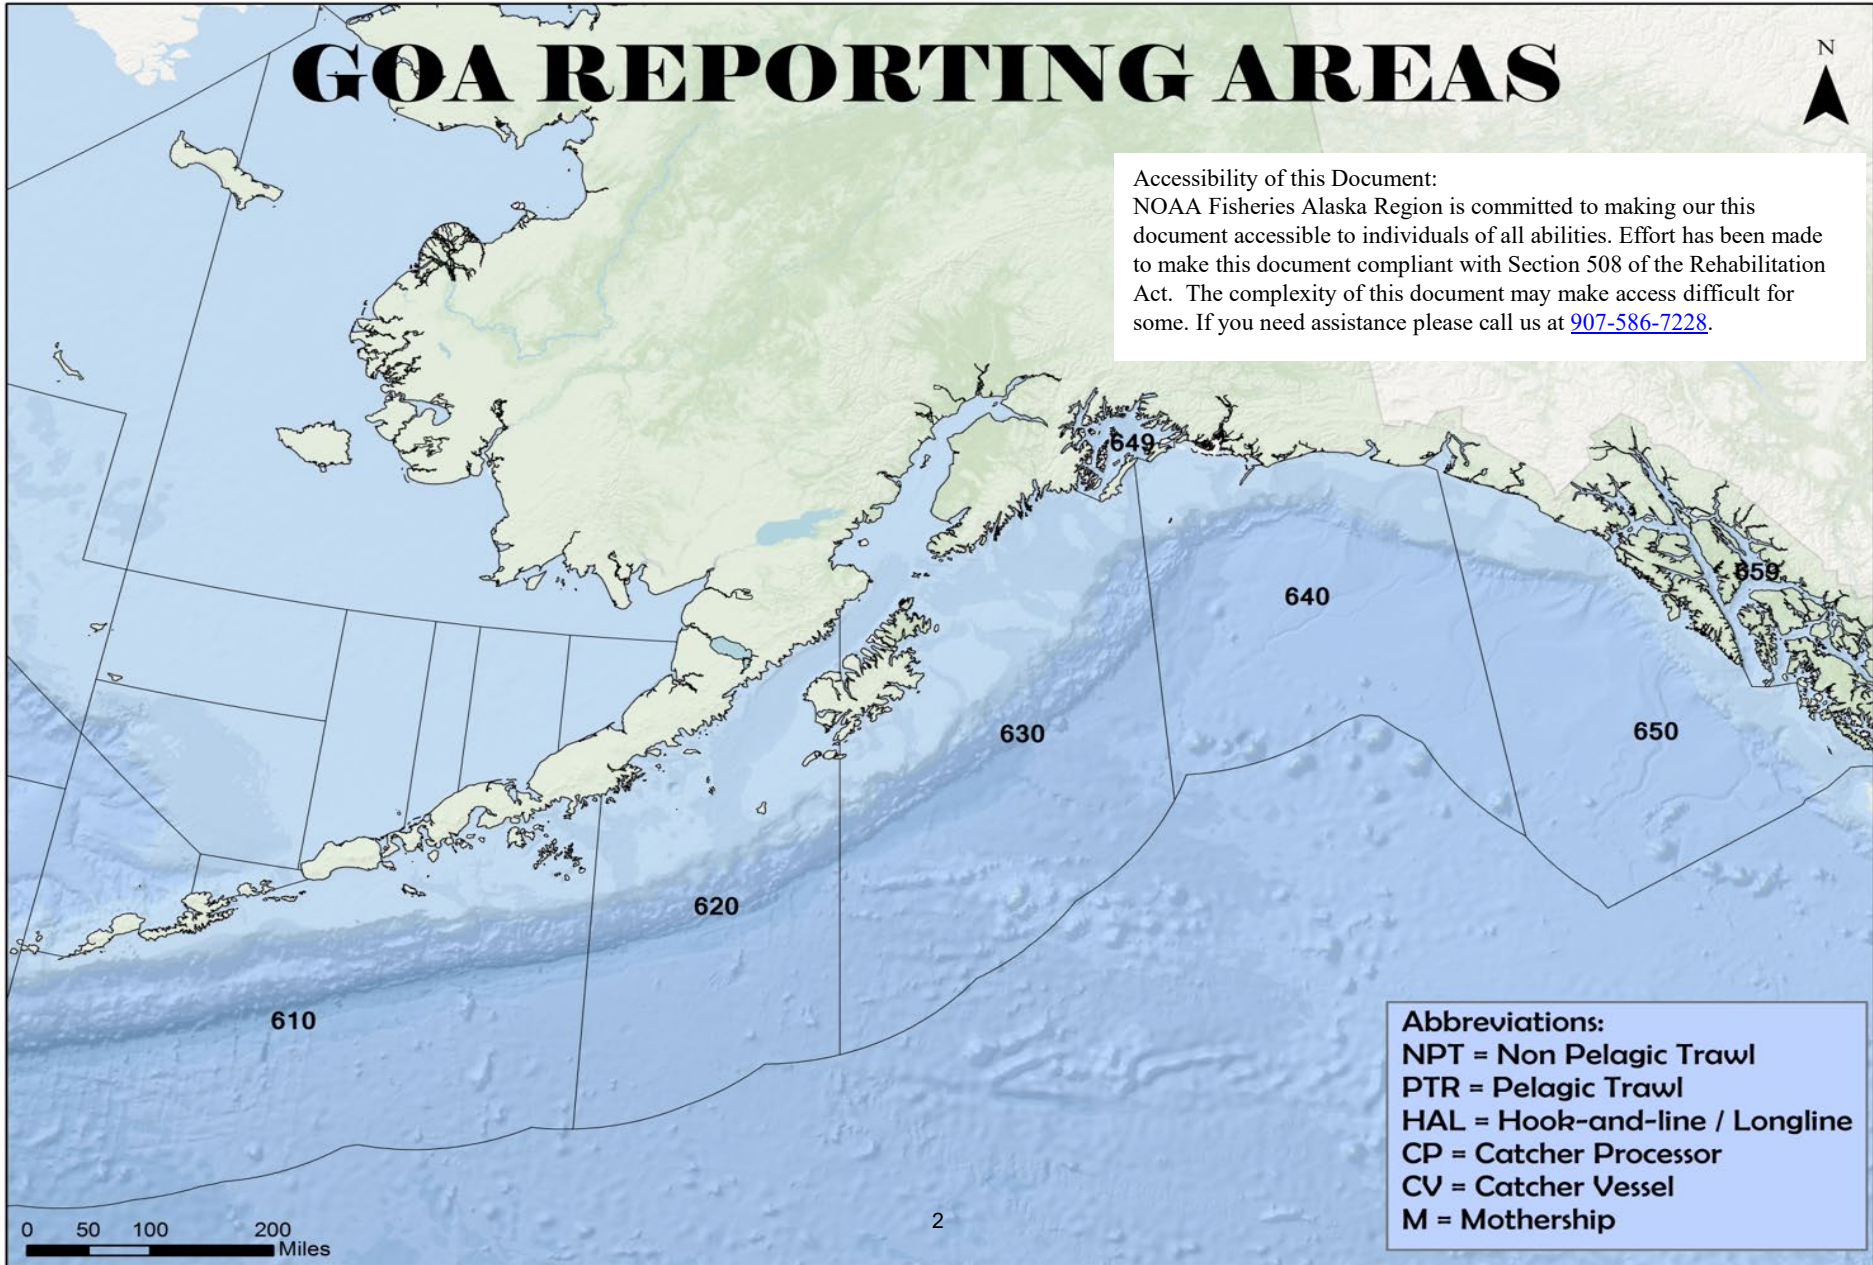 GOA REPORTING AREAS
N
Accessibility of this Document:
NOAA Fisheries Alaska Region is committed to making our this
document accessible to individuals of all abilities. Effort has been made
to make this document compliant with Section 508 of the Rehabilitation
Act.  The complexity of this document may make access difficult for
some. If you need assistance please call us at 907-586-7228.
649
659
640
650
630
620
610
Abbreviations:
NPT = Non Pelagic Trawl
PTR = Pelagic Trawl
HAL = Hook-and-line / Longline
CP = Catcher Processor
CV = Catcher Vessel
M = Mothership
0 50 100 200
Miles
2